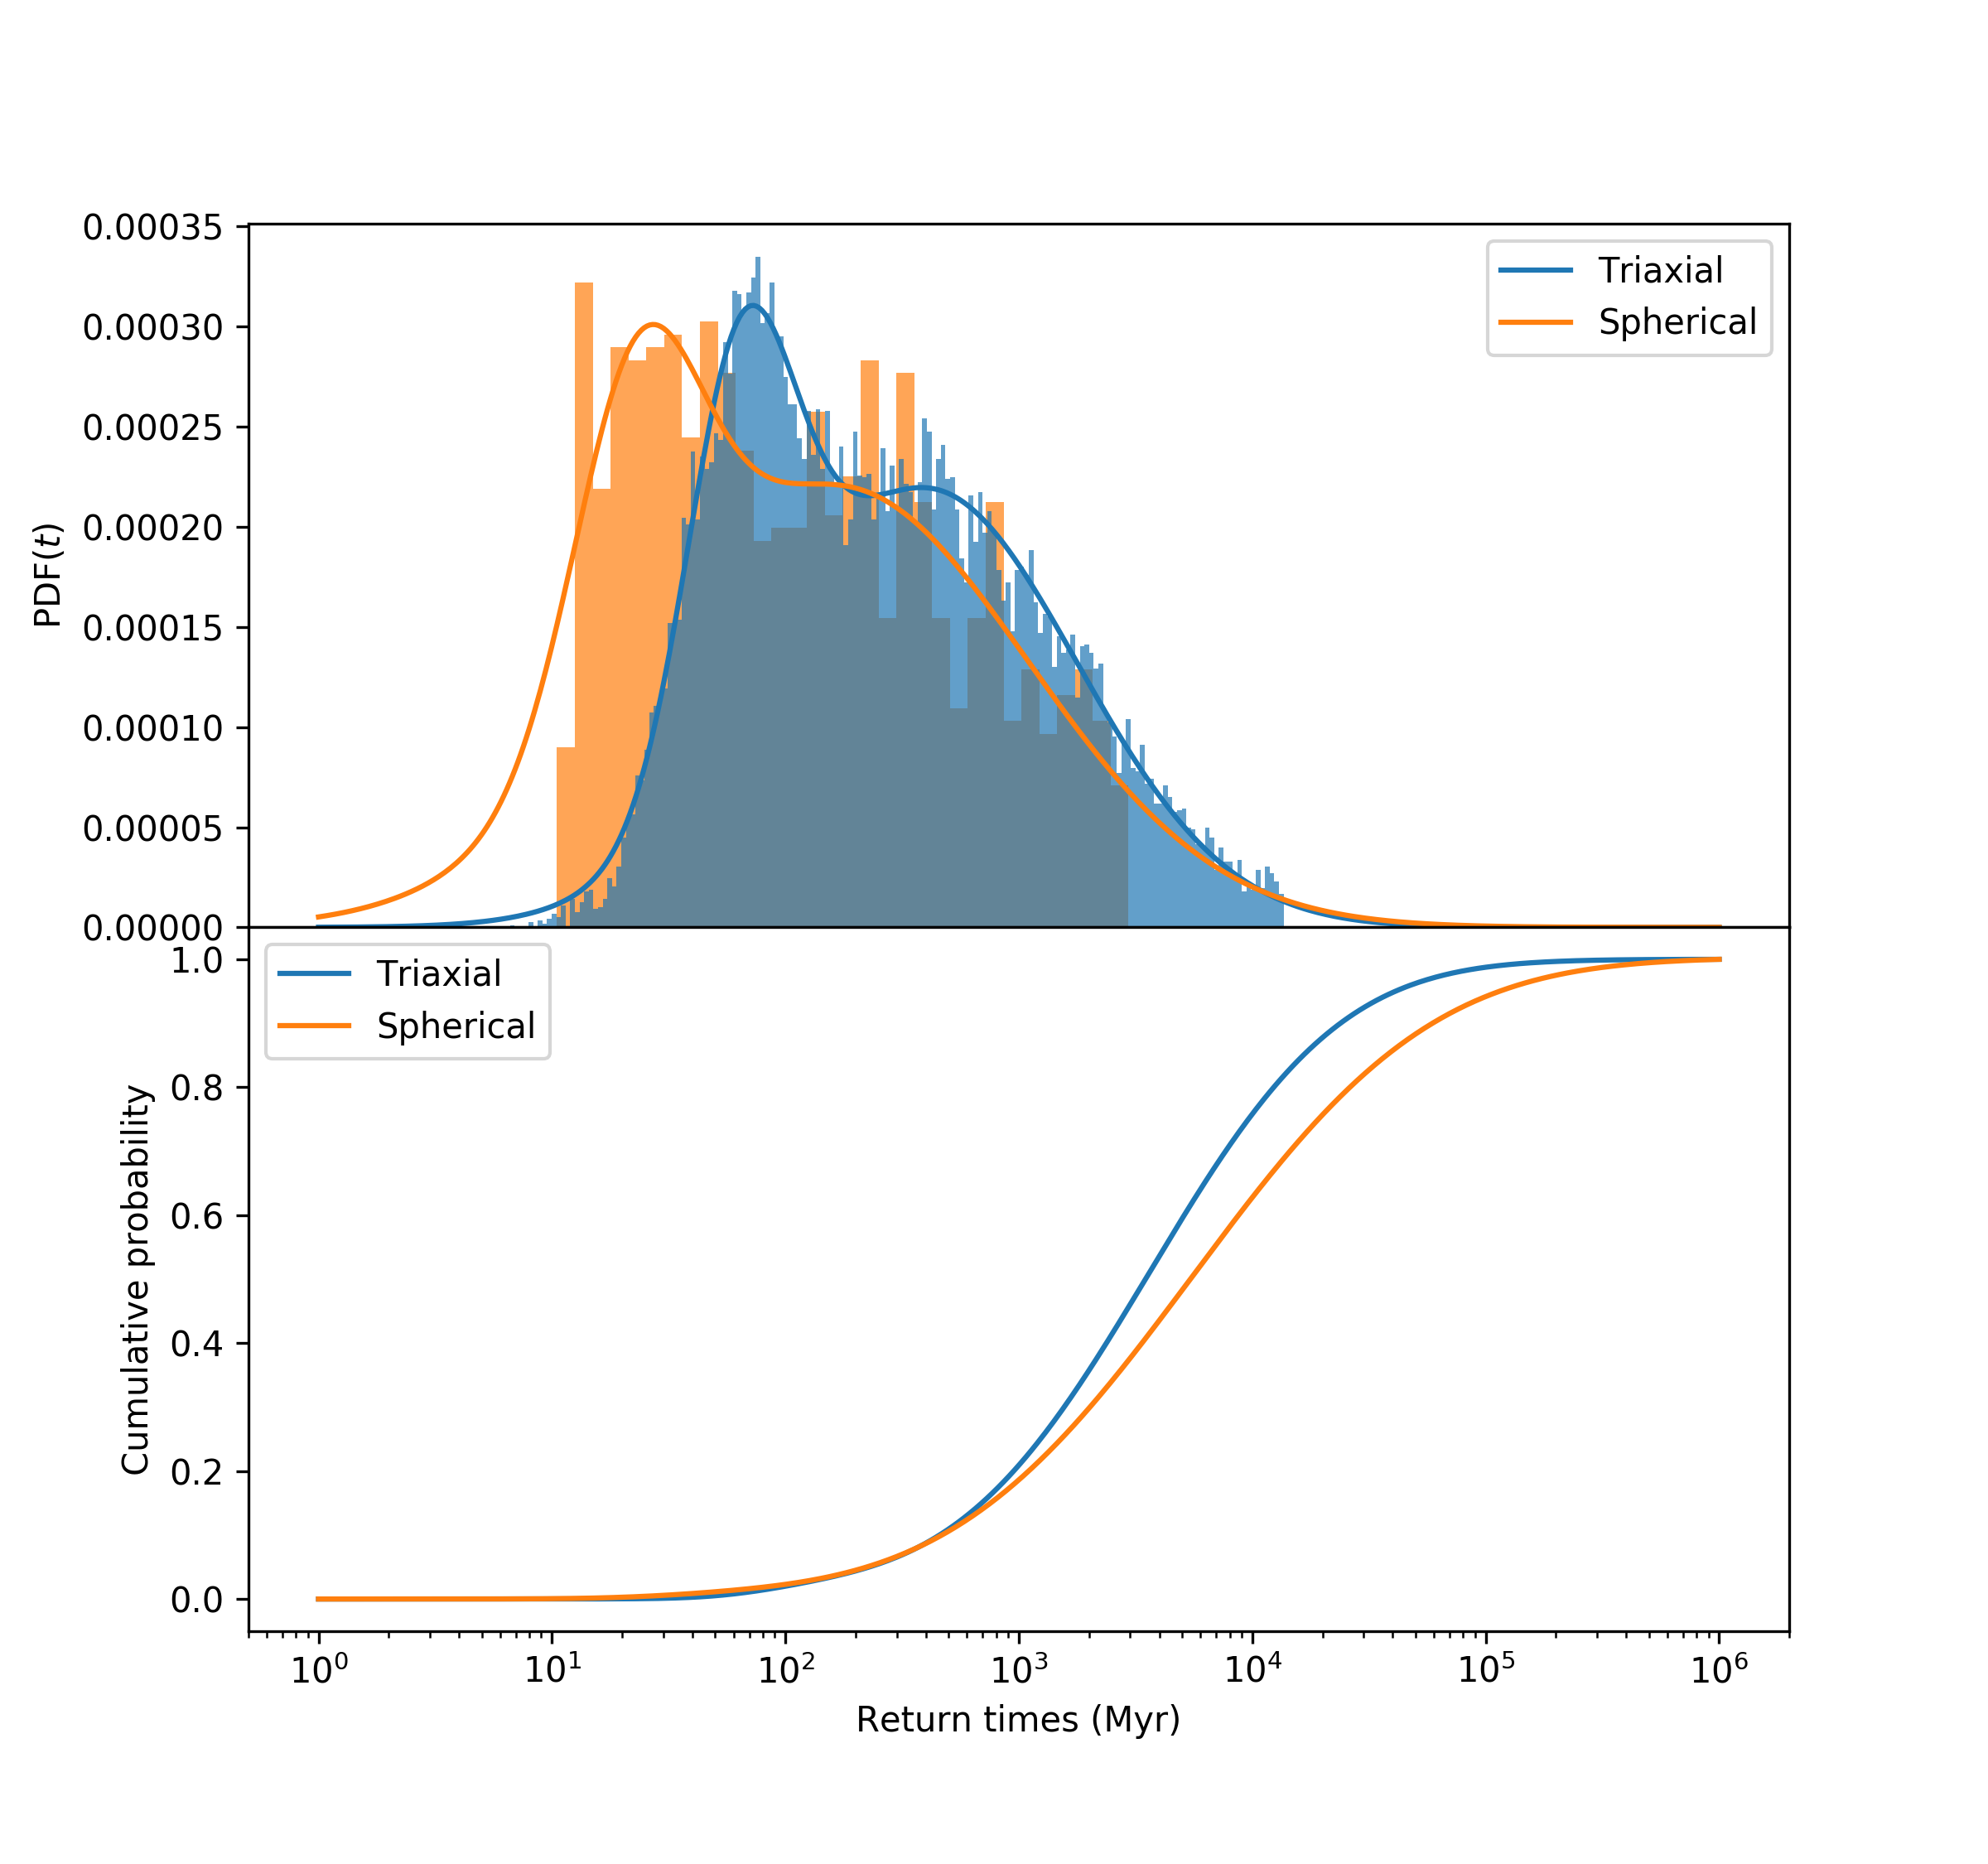 0.00035
0.00030
0.00025
0.00020
0.00015
0.00010
0.00005
0.00000
PDF(t)
Triaxial
Spherical
1.0
0.8
0.6
0.4
0.2
0.0
Cumulative probability
Triaxial
Spherical
10⁰ 10¹ 10² 10³ 10⁴ 10⁵ 10⁶
Return times (Myr)